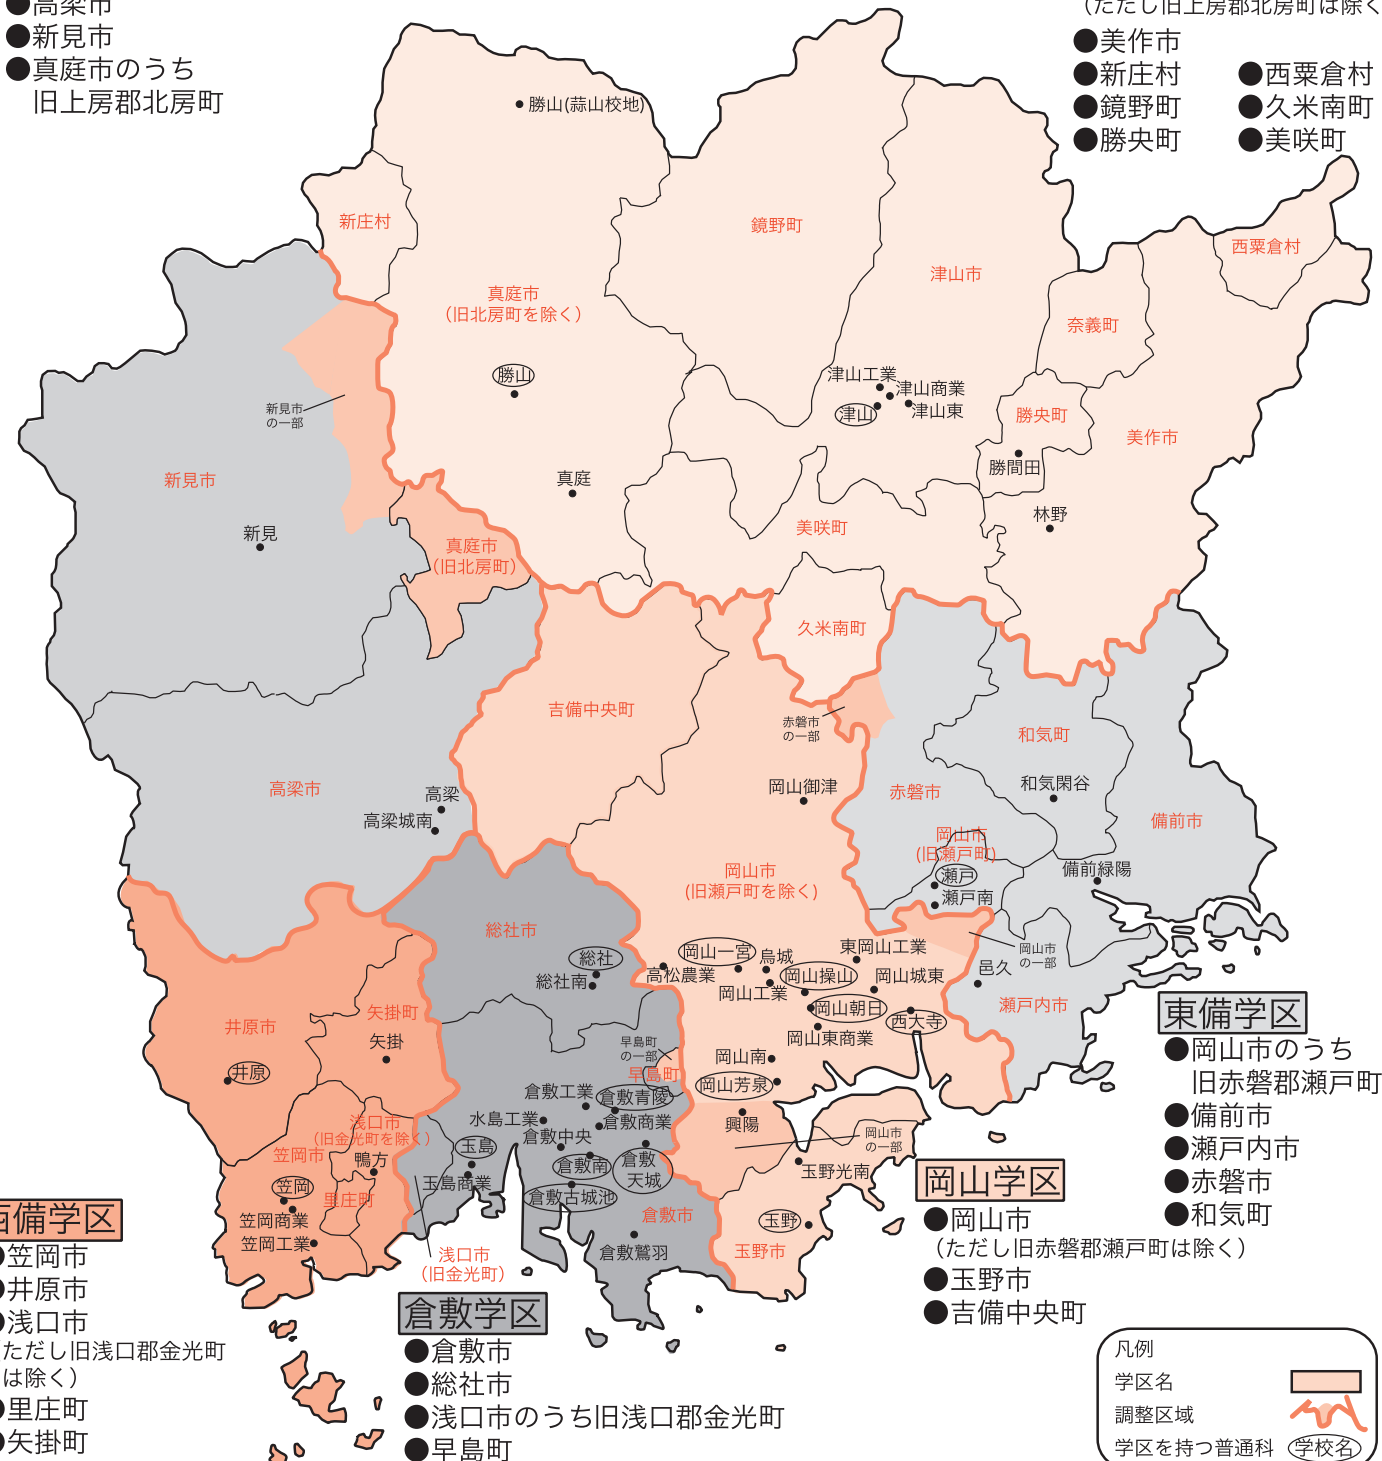 ●高梁市
●新見市
●真庭市のうち
旧上房郡北房町
（ただし旧上房郡北房町は除く
●美作市
●新庄村
●西粟倉村
●鏡野町
●久米南町
●勝央町
●美咲町
勝山(蒜山校地)
新庄村
鏡野町
西粟倉村
津山市
真庭市
（旧北房町を除く）
奈義町
勝山
津山工業
津山商業
津山
津山東
新見市
の一部
勝央町
美作市
勝間田
新見市
真庭
林野
新見
美咲町
真庭市
（旧北房町）
久米南町
吉備中央町
赤磐市
の一部
和気町
高梁市
高梁
高梁城南
岡山御津
赤磐市
和気閑谷
備前市
岡山市
(旧瀬戸町)
岡山市
(旧瀬戸町を除く)
瀬戸
瀬戸南
備前緑陽
総社市
総社
総社南
高松農業
岡山一宮
烏城
岡山工業
岡山操山
東岡山工業
岡山城東
岡山市
の一部
邑久
瀬戸内市
岡山朝日
西大寺
岡山東商業
井原市
矢掛町
矢掛
井原
早島町
の一部
早島町
岡山南
岡山芳泉
倉敷工業
倉敷青陵
水島工業
倉敷商業
倉敷中央
興陽
岡山市
の一部
浅口市
（旧金光町を除く）
笠岡市
鴨方
玉島
倉敷南
倉敷
天城
玉野光南
笠岡
里庄町
玉島商業
倉敷古城池
笠岡商業
笠岡工業
倉敷市
倉敷鷲羽
玉野
玉野市
浅口市
（旧金光町）
東備学区
●岡山市のうち
旧赤磐郡瀬戸町
●備前市
●瀬戸内市
●赤磐市
●和気町
岡山学区
●岡山市
（ただし旧赤磐郡瀬戸町は除く）
●玉野市
●吉備中央町
西備学区
●笠岡市
●井原市
●浅口市
ただし旧浅口郡金光町
は除く）
●里庄町
●矢掛町
倉敷学区
●倉敷市
●総社市
●浅口市のうち旧浅口郡金光町
●早島町
凡例
学区名
調整区域
学区を持つ普通科
学校名